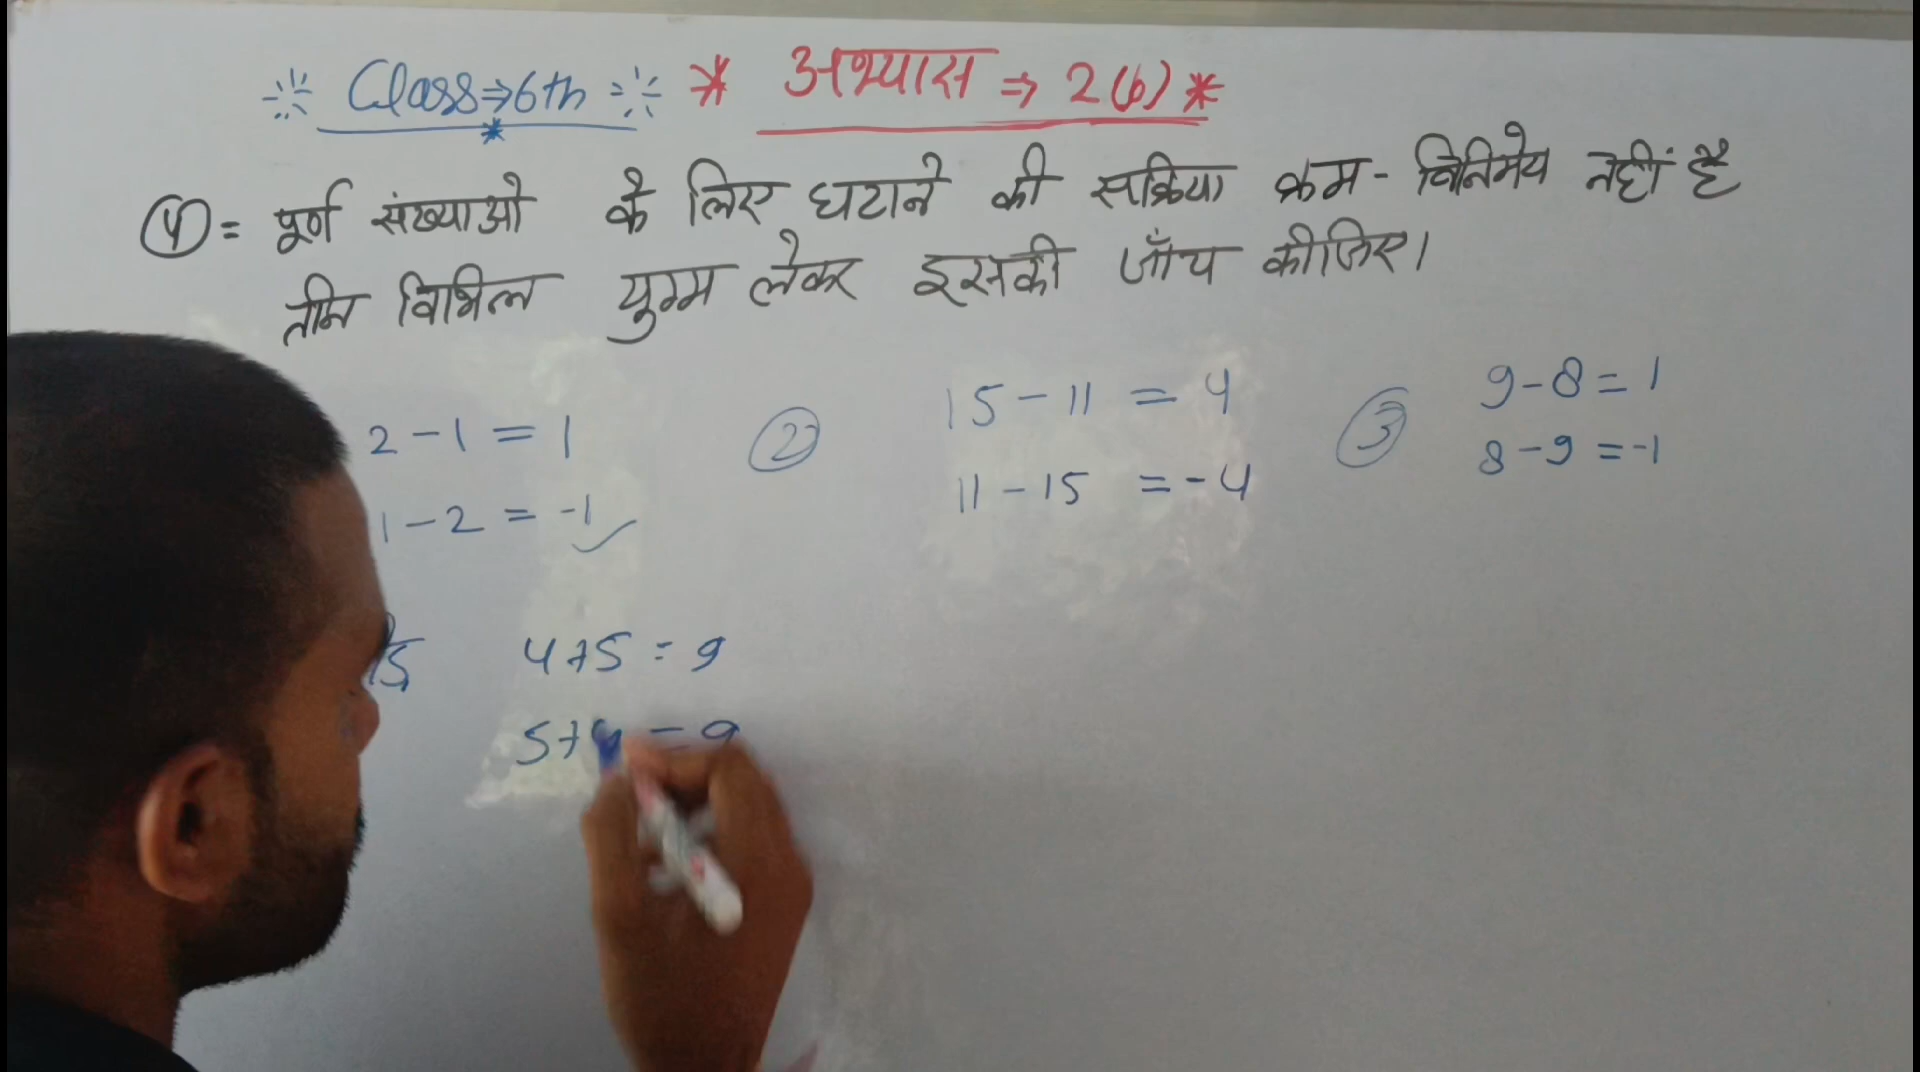 Class⇒6th * अभ्यास ⇒ 2(b) *
④ = पूर्ण संख्याओ के लिए घटाने की सक्रिया क्रम - विनिमेय नहीं है
तीन विभिन्न युग्म लेकर इसकी जाँच कीजिए।
2 - 1 = 1
1 - 2 = -1 ✓
② 15 - 11 = 4
11 - 15 = - 4
③ 9 - 8 = 1
8 - 9 = -1
4+5 = 9
5+4 = 9